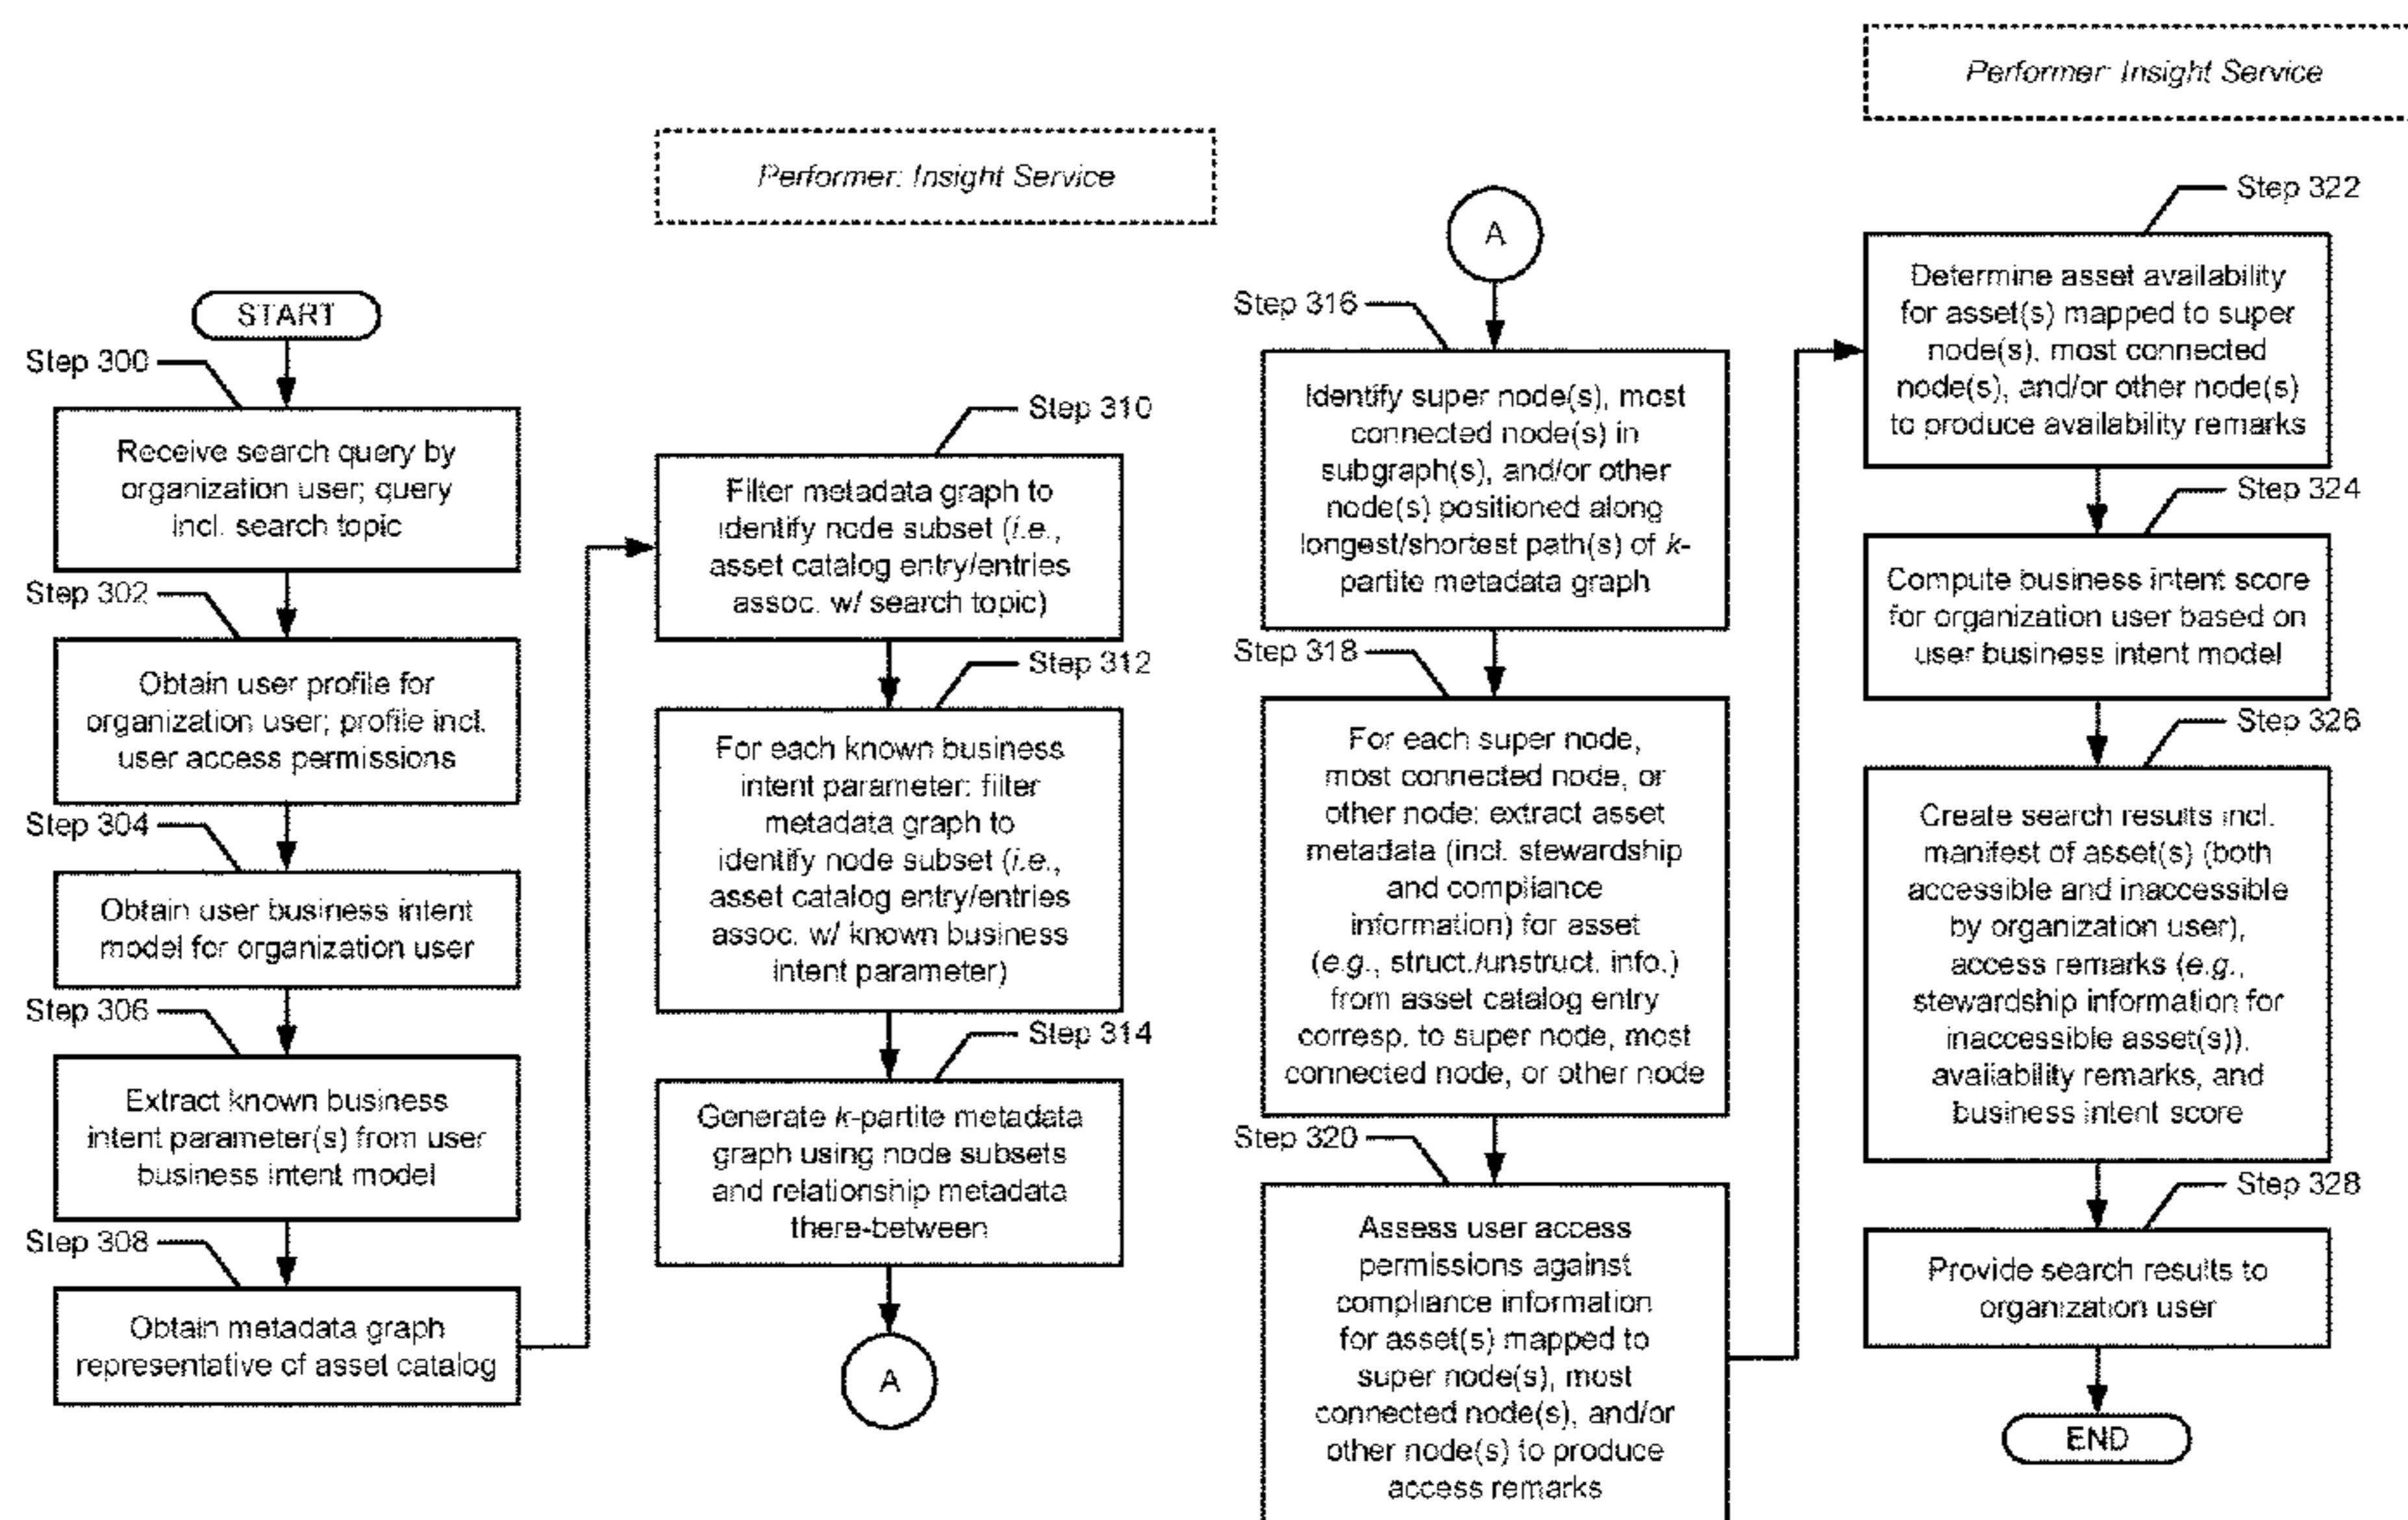 Performer: Insight Service
START
Step 300
Receive search query by
organization user; query
incl. search topic
Step 302
Obtain user profile for
organization user; profile incl.
user access permissions
Step 304
Obtain user business intent
model for organization user
Step 306
Extract known business
intent parameter(s) from user
business intent model
Step 308
Obtain metadata graph
representative of asset catalog
Step 310
Filter metadata graph to
identify node subset (i.e.,
asset catalog entry/entries
assoc. w/ search topic)
Step 312
For each known business
intent parameter: filter
metadata graph to
identify node subset (i.e.,
asset catalog entry/entries
assoc. w/ known business
intent parameter)
Step 314
Generate k-partite metadata
graph using node subsets
and relationship metadata
there-between
A
Performer: Insight Service
A
Step 316
Identify super node(s), most
connected node(s) in
subgraph(s), and/or other
node(s) positioned along
longest/shortest path(s) of k-
partite metadata graph
Step 318
For each super node,
most connected node, or
other node: extract asset
metadata (incl. stewardship
and compliance
information) for asset
(e.g., struct./unstruct. info.)
from asset catalog entry
corresp. to super node, most
connected node, or other node
Step 320
Assess user access
permissions against
compliance information
for asset(s) mapped to
super node(s), most
connected node(s), and/or
other node(s) to produce
access remarks
Step 322
Determine asset availability
for asset(s) mapped to super
node(s), most connected
node(s), and/or other node(s)
to produce availability remarks
Step 324
Compute business intent score
for organization user based on
user business intent model
Step 326
Create search results incl.
manifest of asset(s) (both
accessible and inaccessible
by organization user),
access remarks (e.g.,
stewardship information for
inaccessible asset(s)),
availability remarks, and
business intent score
Step 328
Provide search results to
organization user
END